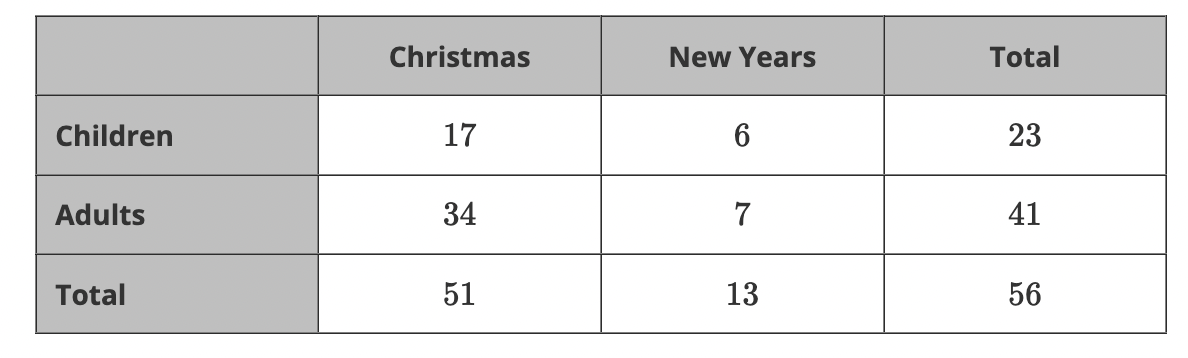 Christmas New Years Total
Children 17 6 23
Adults 34 7 41
Total 51 13 56